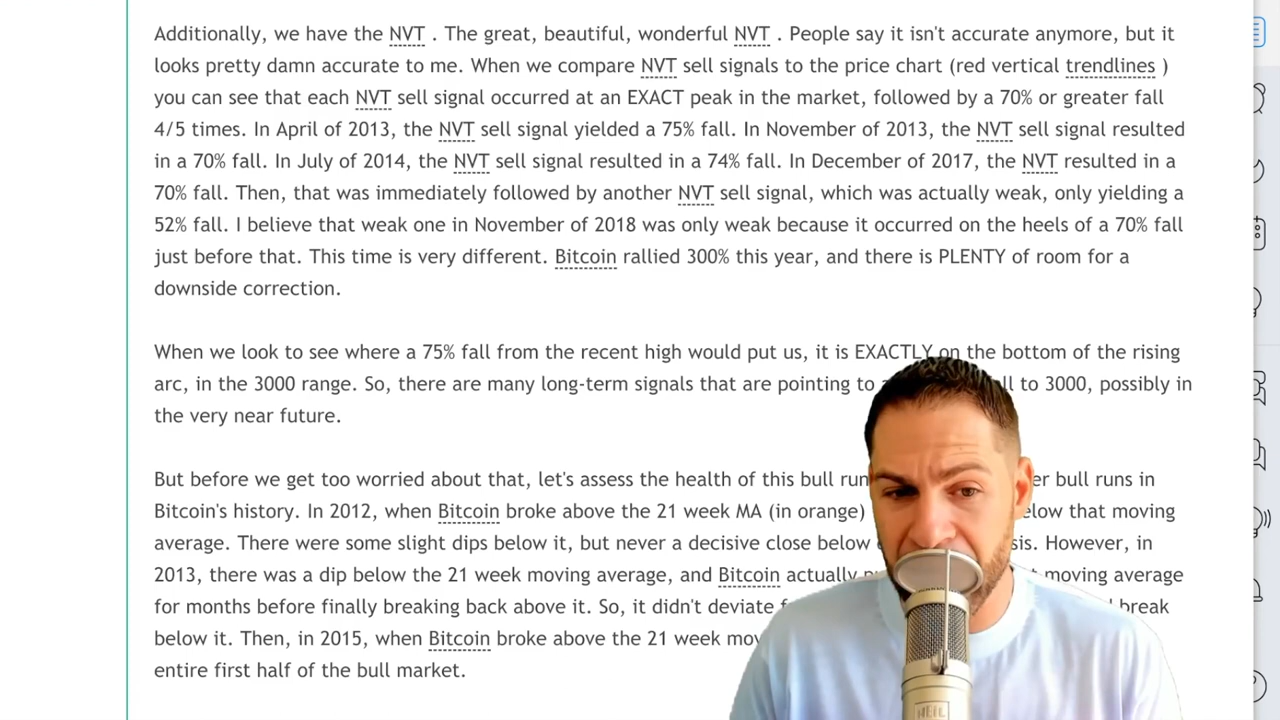 Additionally, we have the NVT . The great, beautiful, wonderful NVT . People say it isn't accurate anymore, but it
looks pretty damn accurate to me. When we compare NVT sell signals to the price chart (red vertical trendlines )
you can see that each NVT sell signal occurred at an EXACT peak in the market, followed by a 70% or greater fall
4/5 times. In April of 2013, the NVT sell signal yielded a 75% fall. In November of 2013, the NVT sell signal resulted
in a 70% fall. In July of 2014, the NVT sell signal resulted in a 74% fall. In December of 2017, the NVT resulted in a
70% fall. Then, that was immediately followed by another NVT sell signal, which was actually weak, only yielding a
52% fall. I believe that weak one in November of 2018 was only weak because it occurred on the heels of a 70% fall
just before that. This time is very different. Bitcoin rallied 300% this year, and there is PLENTY of room for a
downside correction.
When we look to see where a 75% fall from the recent high would put us, it is EXACTLY on the bottom of the rising
arc, in the 3000 range. So, there are many long-term signals that are pointing to to 3000, possibly in
the very near future.
But before we get too worried about that, let's assess the health of this bull run bull runs in
Bitcoin's history. In 2012, when Bitcoin broke above the 21 week MA (in orange) below that moving
average. There were some slight dips below it, but never a decisive close below However, in
2013, there was a dip below the 21 week moving average, and Bitcoin actually moving average
for months before finally breaking back above it. So, it didn't deviate break
below it. Then, in 2015, when Bitcoin broke above the 21 week
entire first half of the bull market.
HEIL